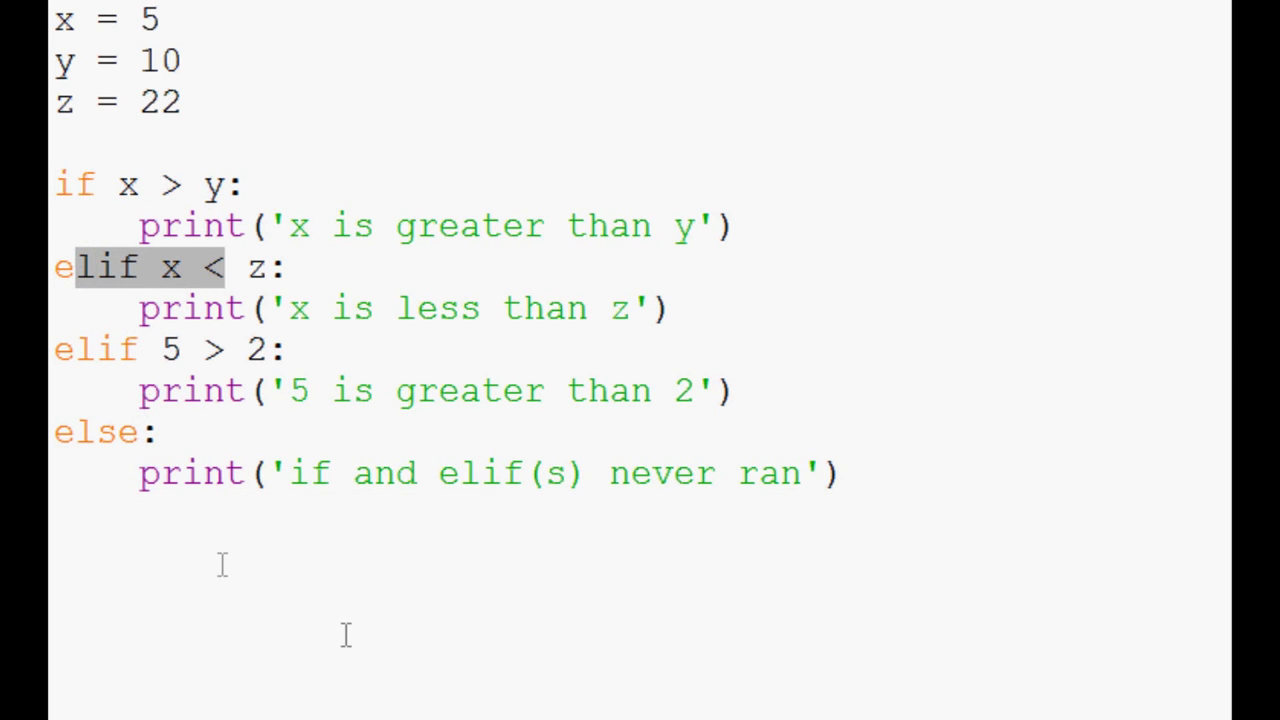 x = 5
y = 10
z = 22
if x > y:
    print('x is greater than y')
elif x < z:
    print('x is less than z')
elif 5 > 2:
    print('5 is greater than 2')
else:
    print('if and elif(s) never ran')